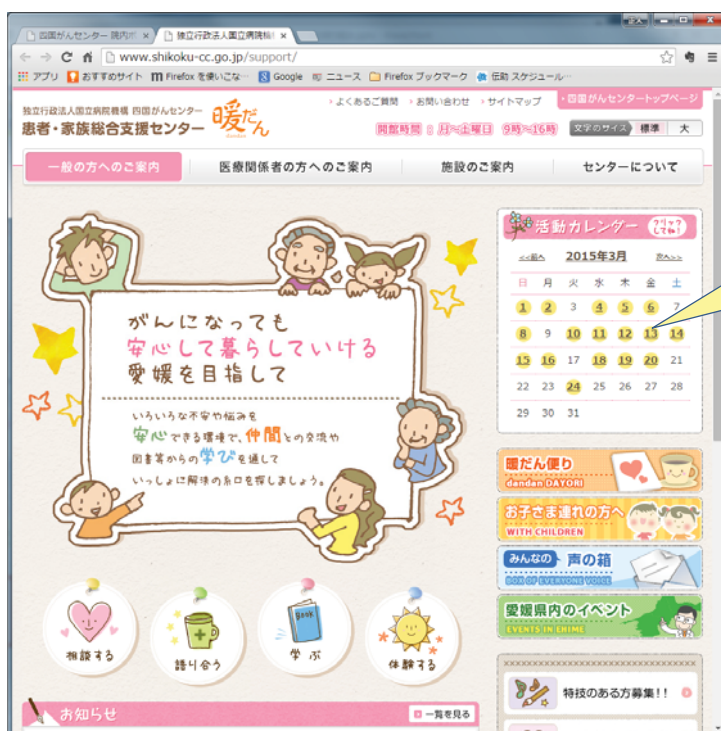 四国がんセンター 院内ボ
独立行政法人国立病院機
www.shikoku-cc.go.jp/support/
アプリ おすすめサイト Firefox を使いこな… Google ニュース Firefox ブックマーク 伝助 スケジュール…
よくあるご質問 お問い合わせ サイトマップ 四国がんセンタートップページ
独立行政法人国立病院機構 四国がんセンター
患者・家族総合支援センター 暖だん
dandan
開館時間:月〜土曜日 9時〜16時 文字のサイズ 標準 大
一般の方へのご案内 医療関係者の方へのご案内 施設のご案内 センターについて
がんになっても
安心して暮らしていける
愛媛を目指して
いろいろな不安や悩みを
安心できる環境で、仲間との交流や
図書等からの学びを通して
いっしょに解決の糸口を探しましょう。
相談する
語り合う
Book
学ぶ
体験する
お知らせ 一覧を見る
活動カレンダー クリックしてね!
<<前へ 2015年3月 次へ>>
日 月 火 水 木 金 土
1 2 3 4 5 6 7
8 9 10 11 12 13 14
15 16 17 18 19 20 21
22 23 24 25 26 27 28
29 30 31
暖だん便り
dandan DAYORI
お子さま連れの方へ
WITH CHILDREN
みんなの 声の箱
BOX OF EVERYONE VOICE
愛媛県内のイベント
EVENTS IN EHIME
特技のある方募集!!